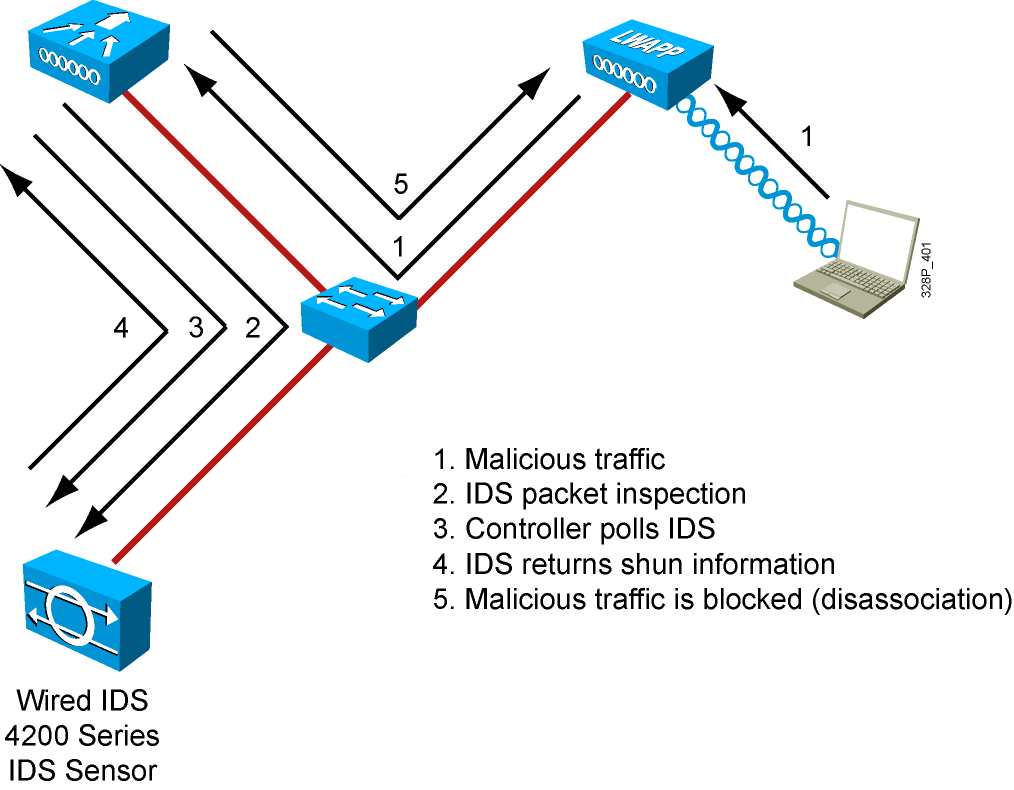 LWAPP
1
5
1
328P_401
4
3
2
1. Malicious traffic
2. IDS packet inspection
3. Controller polls IDS
4. IDS returns shun information
5. Malicious traffic is blocked (disassociation)
Wired IDS
4200 Series
IDS Sensor